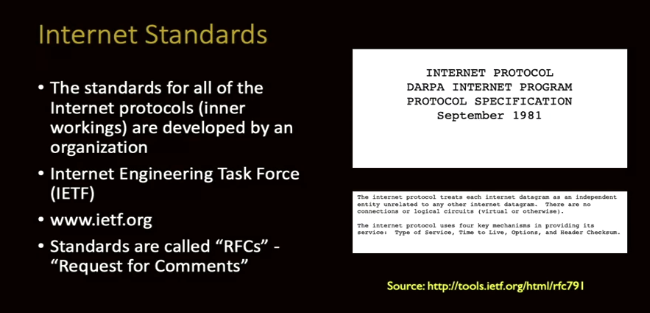 Internet Standards
• The standards for all of the
Internet protocols (inner
workings) are developed by an
organization
• Internet Engineering Task Force
(IETF)
• www.ietf.org
• Standards are called “RFCs” -
“Request for Comments”
INTERNET PROTOCOL
DARPA INTERNET PROGRAM
PROTOCOL SPECIFICATION
September 1981
The internet protocol treats each internet datagram as an independent
entity unrelated to any other internet datagram.  There are no
connections or logical circuits (virtual or otherwise).
The internet protocol uses four key mechanisms in providing its
service:  Type of Service, Time to Live, Options, and Header Checksum.
Source: http://tools.ietf.org/html/rfc791